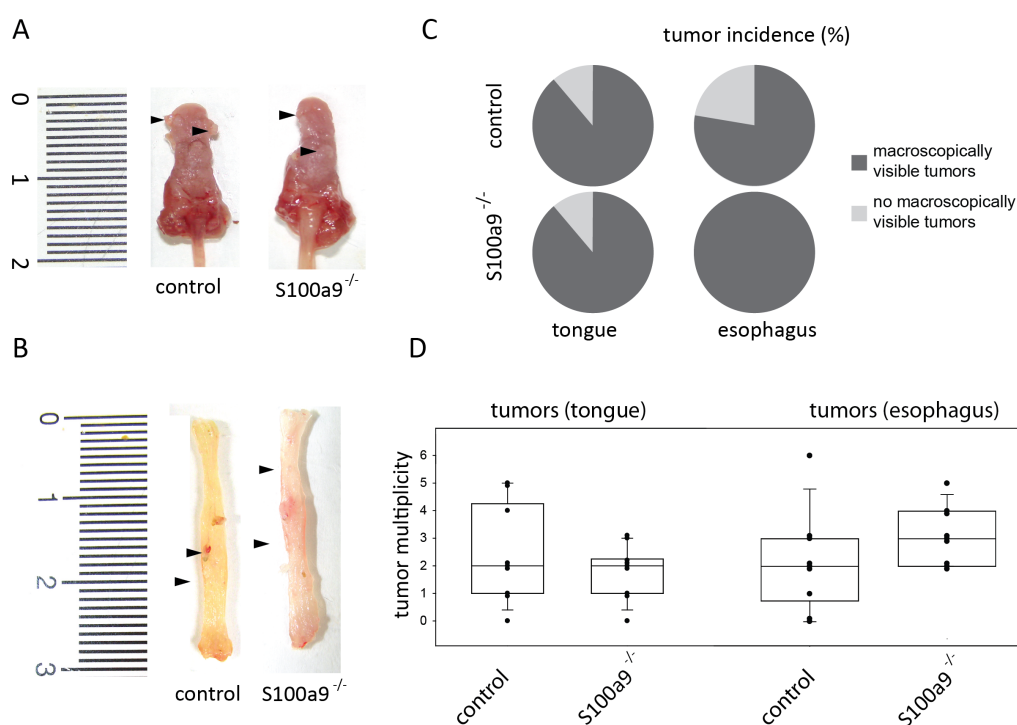 A
0
1
2
control
S100a9 -/-
B
0
1
2
3
control
S100a9 -/-
C
tumor incidence (%)
control
S100a9 -/-
tongue
esophagus
macroscopically
visible tumors
no macroscopically
visible tumors
D
tumors (tongue)
tumors (esophagus)
tumor multiplicity
6
5
4
3
2
1
0
control
S100a9 -/-
control
S100a9 -/-